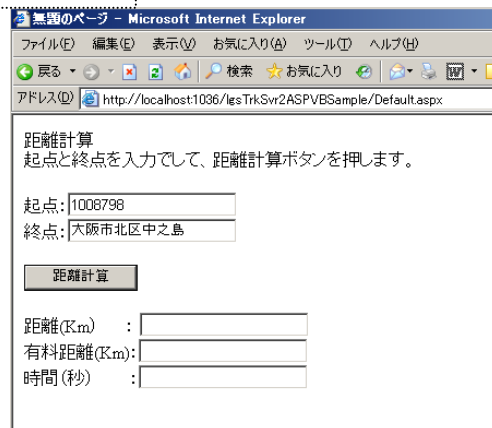 無題のページ - Microsoft Internet Explorer
ファイル(F) 編集(E) 表示(V) お気に入り(A) ツール(T) ヘルプ(H)
戻る 検索 お気に入り
アドレス(D) http://localhost:1036/lgsTrkSvr2ASPVBSample/Default.aspx
距離計算
起点と終点を入力でして、距離計算ボタンを押します。
起点: 1008798
終点: 大阪市北区中之島
距離計算
距離(Km) :
有料距離(Km):
時間(秒) :